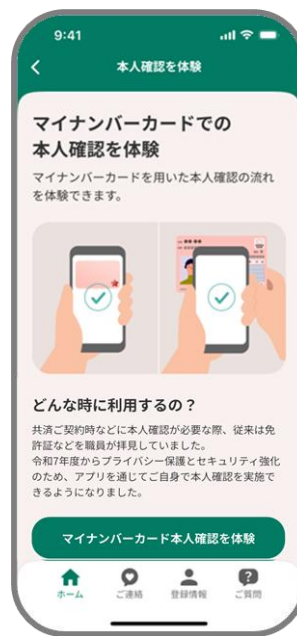 9:41
本人確認を体験
マイナンバーカードでの
本人確認を体験
マイナンバーカードを用いた本人確認の流れ
を体験できます。
どんな時に利用するの？
共済ご契約時などに本人確認が必要な際、従来は免
許証などを職員が拝見していました。
令和7年度からプライバシー保護とセキュリティ強化
のため、アプリを通じてご自身で本人確認を実施で
きるようになりました。
マイナンバーカード本人確認を体験
ホーム
ご連絡
登録情報
ご質問